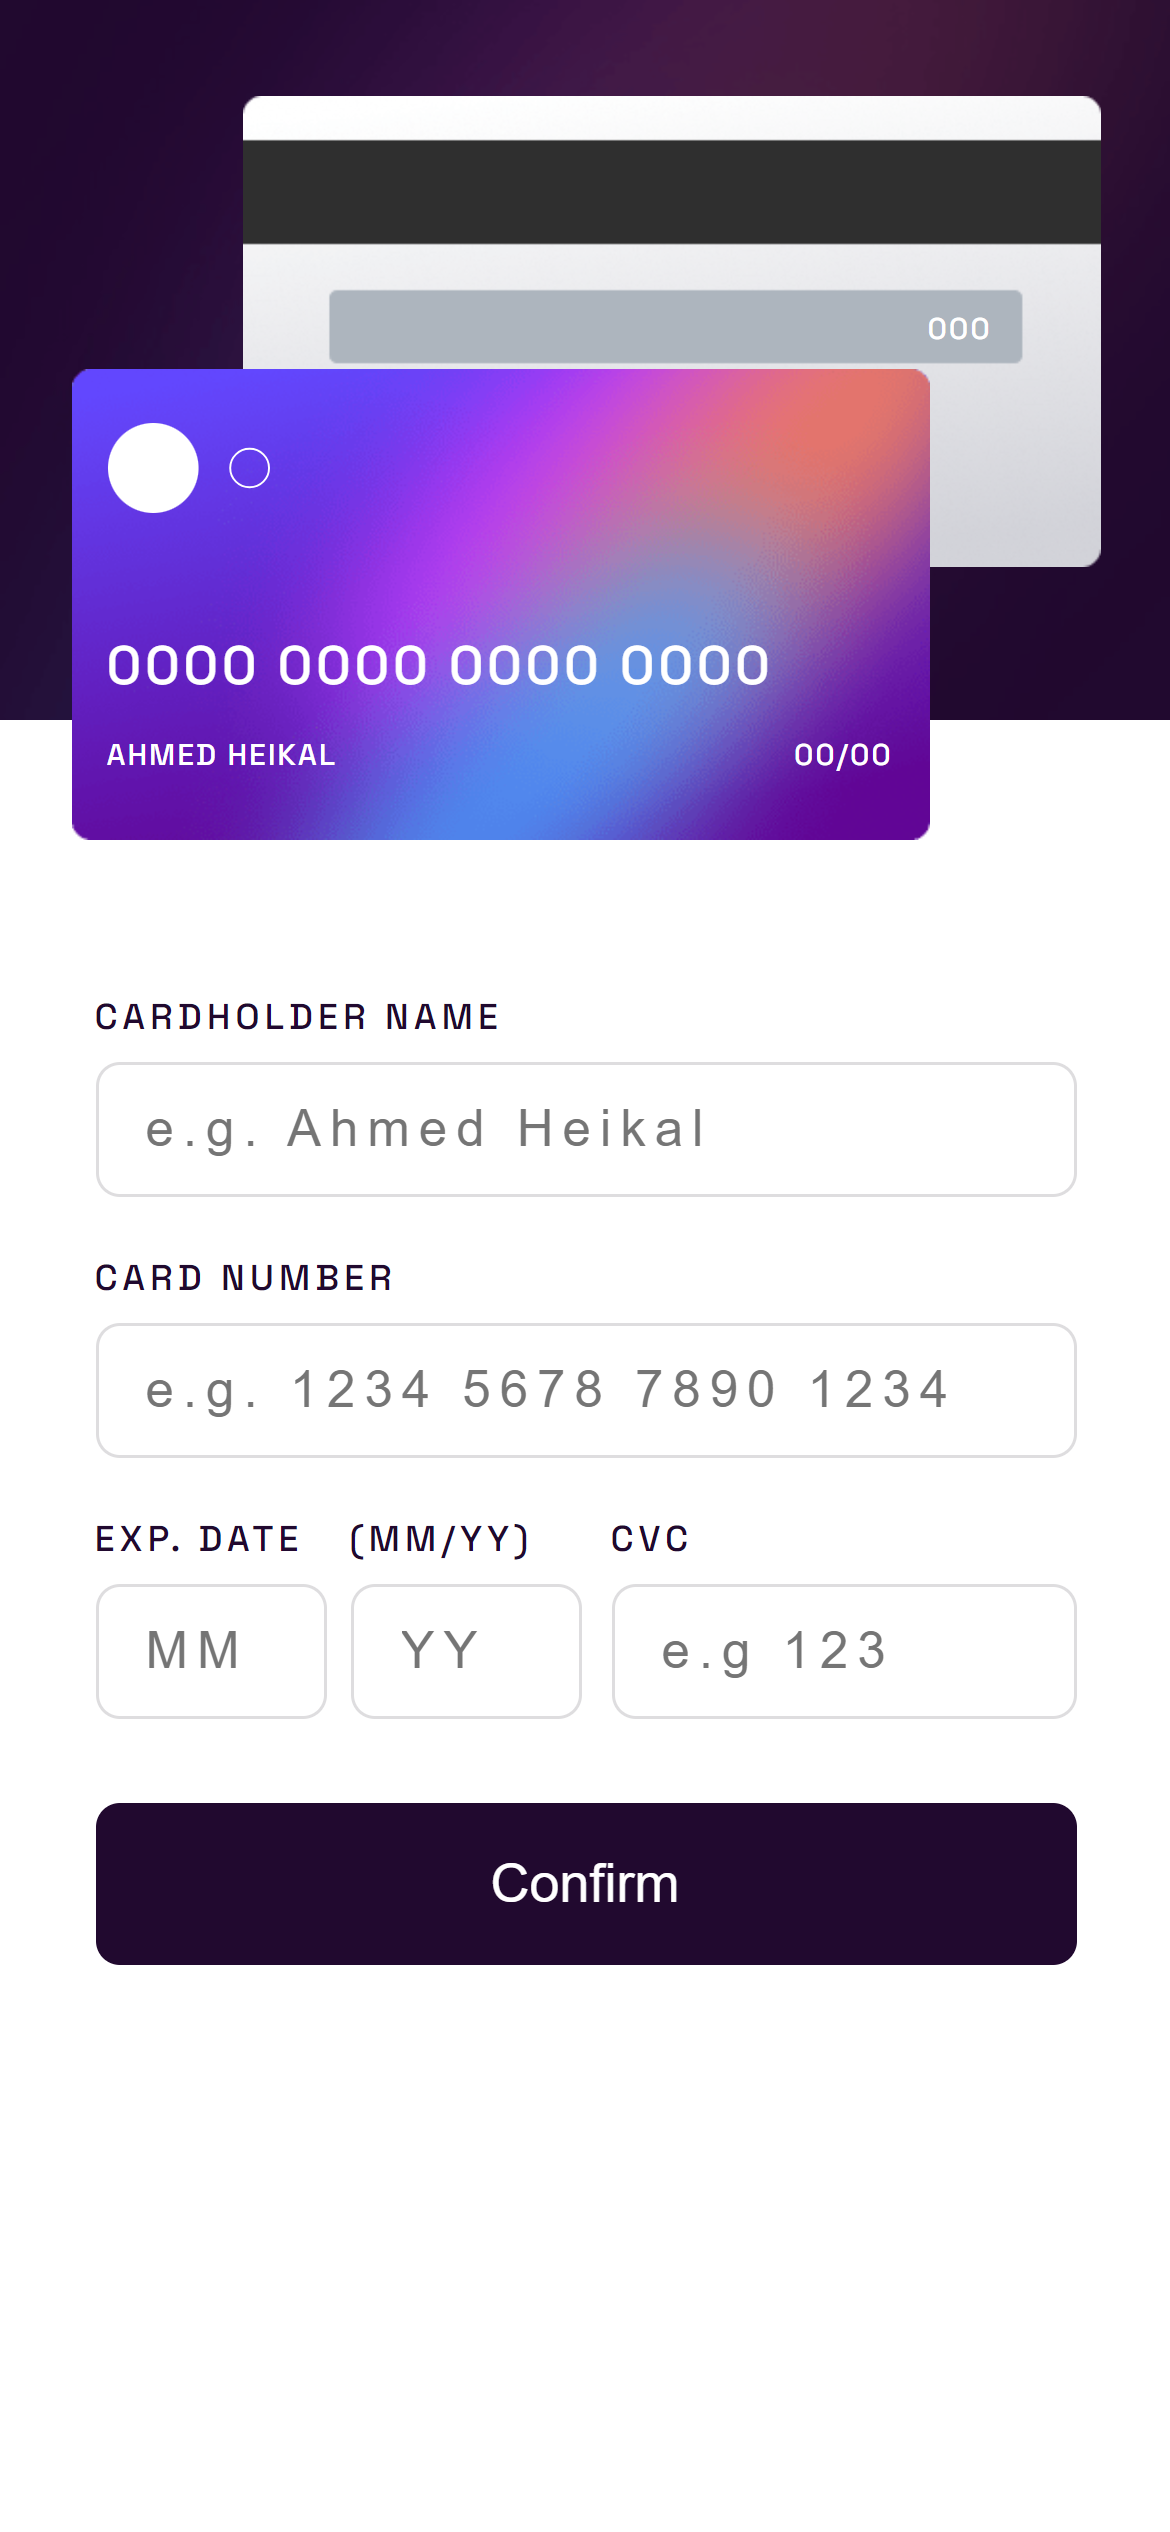 000
0000 0000 0000 0000
AHMED HEIKAL 00/00
CARDHOLDER NAME
e.g. Ahmed Heikal
CARD NUMBER
e.g. 1234 5678 7890 1234
EXP. DATE (MM/YY) CVC
MM YY e.g 123
Confirm